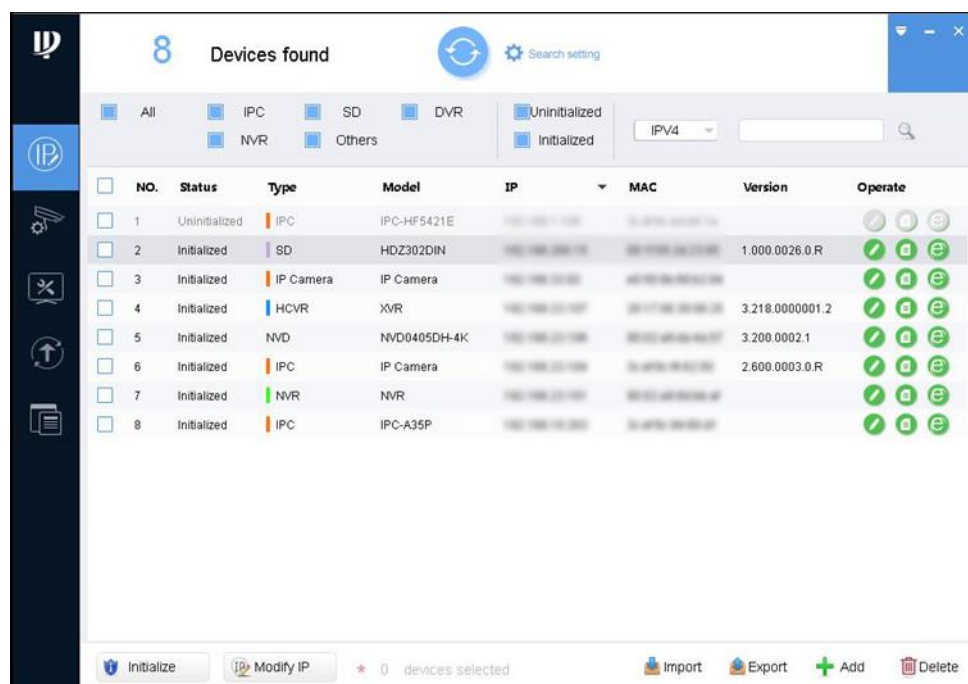 8 Devices found Search setting
All IPC SD DVR Uninitialized
NVR Others Initialized IPV4
NO. Status Type Model IP MAC Version Operate
1 Uninitialized IPC IPC-HF5421E
2 Initialized SD HDZ302DIN 1.000.0026.0.R
3 Initialized IP Camera IP Camera
4 Initialized HCVR XVR 3.218.0000001.2
5 Initialized NVD NVD0405DH-4K 3.200.0002.1
6 Initialized IPC IP Camera 2.600.0003.0.R
7 Initialized NVR NVR
8 Initialized IPC IPC-A35P
Initialize Modify IP * 0 devices selected Import Export Add Delete